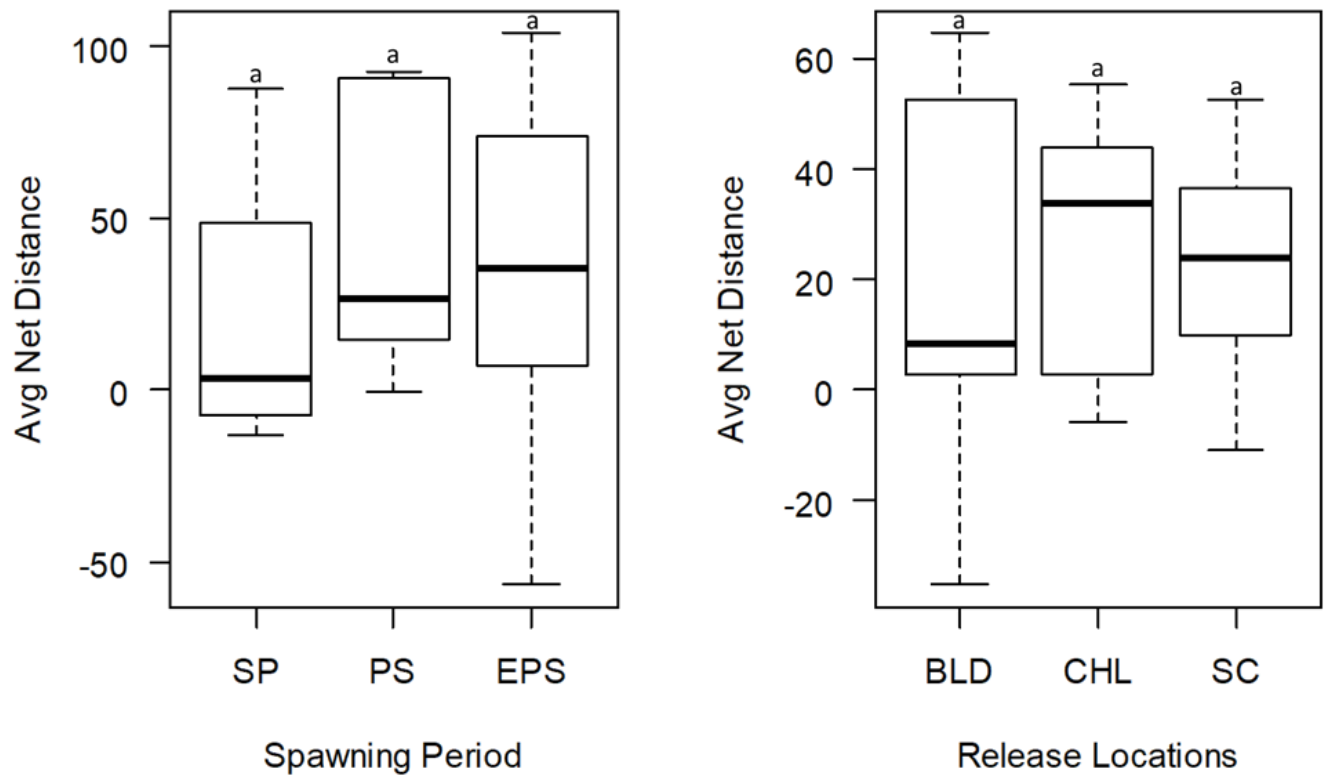 Avg Net Distance
100
50
0
-50
a
a
a
SP PS EPS
Spawning Period
Avg Net Distance
60
40
20
0
-20
a
a
a
BLD CHL SC
Release Locations